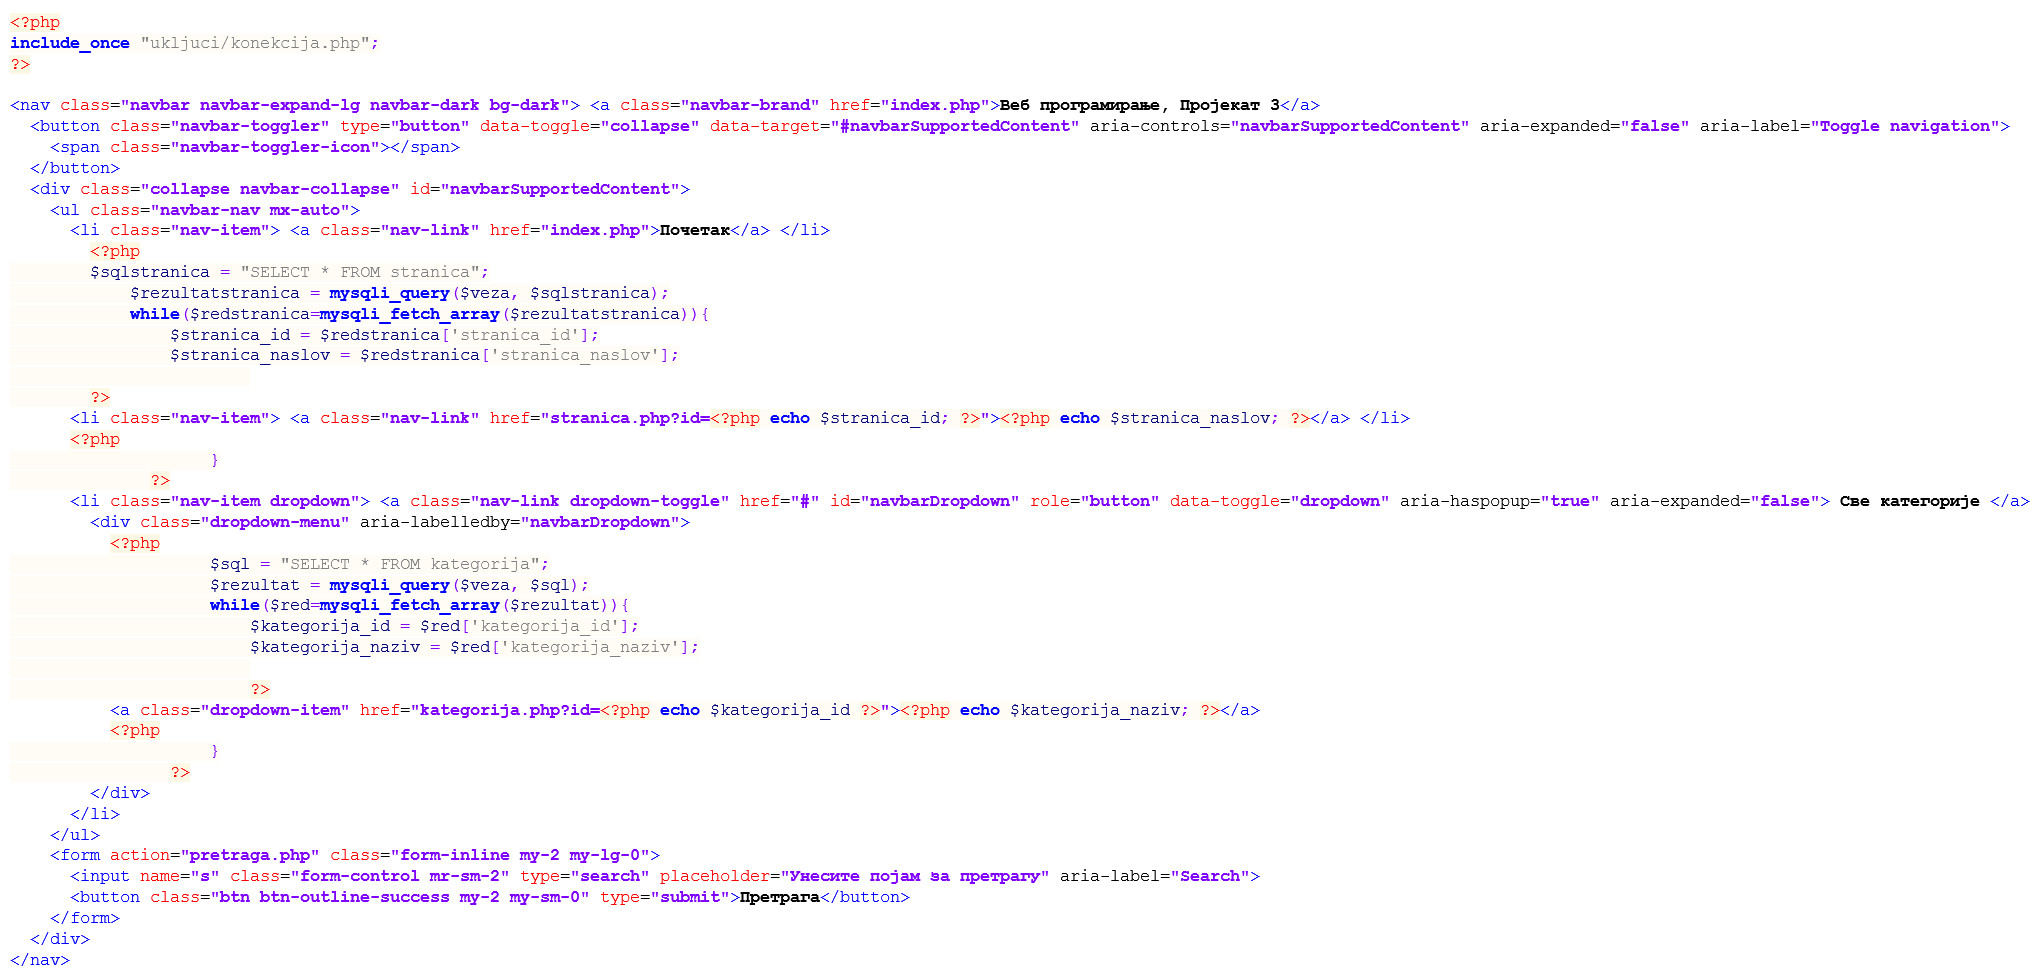 <?php
include_once "ukljuci/konekcija.php";
?>
<nav class="navbar navbar-expand-lg navbar-dark bg-dark"> <a class="navbar-brand" href="index.php">Веб програмирање, Пројекат 3</a>
<button class="navbar-toggler" type="button" data-toggle="collapse" data-target="#navbarSupportedContent" aria-controls="navbarSupportedContent" aria-expanded="false" aria-label="Toggle navigation">
<span class="navbar-toggler-icon"></span>
</button>
<div class="collapse navbar-collapse" id="navbarSupportedContent">
<ul class="navbar-nav mx-auto">
<li class="nav-item"> <a class="nav-link" href="index.php">Почетак</a> </li>
<?php
$sqlstranica = "SELECT * FROM stranica";
$rezultatstranica = mysqli_query($veza, $sqlstranica);
while($redstranica=mysqli_fetch_array($rezultatstranica)){
$stranica_id = $redstranica['stranica_id'];
$stranica_naslov = $redstranica['stranica_naslov'];
?>
<li class="nav-item"> <a class="nav-link" href="stranica.php?id=<?php echo $stranica_id; ?>"><?php echo $stranica_naslov; ?></a> </li>
<?php
}
?>
<li class="nav-item dropdown"> <a class="nav-link dropdown-toggle" href="#" id="navbarDropdown" role="button" data-toggle="dropdown" aria-haspopup="true" aria-expanded="false"> Све категорије </a>
<div class="dropdown-menu" aria-labelledby="navbarDropdown">
<?php
$sql = "SELECT * FROM kategorija";
$rezultat = mysqli_query($veza, $sql);
while($red=mysqli_fetch_array($rezultat)){
$kategorija_id = $red['kategorija_id'];
$kategorija_naziv = $red['kategorija_naziv'];
?>
<a class="dropdown-item" href="kategorija.php?id=<?php echo $kategorija_id ?>"><?php echo $kategorija_naziv; ?></a>
<?php
}
?>
</div>
</li>
</ul>
<form action="pretraga.php" class="form-inline my-2 my-lg-0">
<input name="s" class="form-control mr-sm-2" type="search" placeholder="Унесите појам за претрагу" aria-label="Search">
<button class="btn btn-outline-success my-2 my-sm-0" type="submit">Претрага</button>
</form>
</div>
</nav>